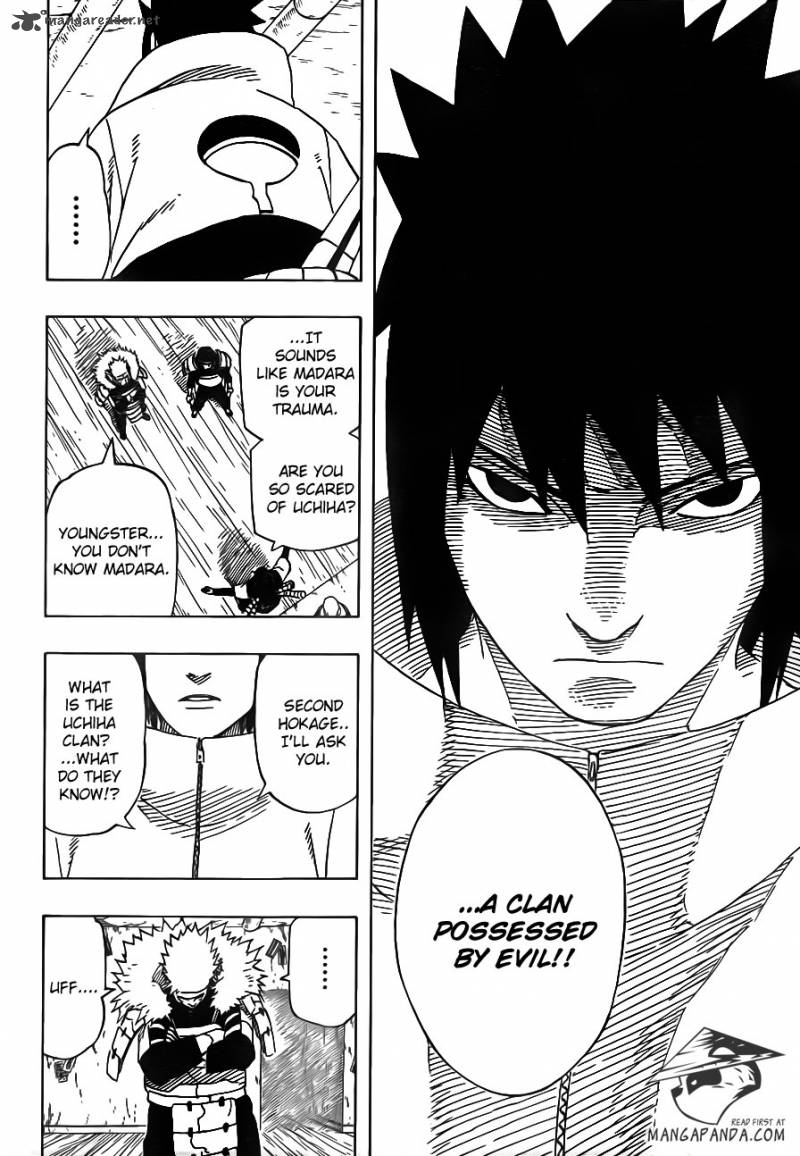 mangareader.net
...A CLAN
POSSESSED
BY EVIL!!
......
...IT
SOUNDS
LIKE MADARA
IS YOUR
TRAUMA.
ARE YOU
SO SCARED
OF UCHIHA?
YOUNGSTER...
YOU DON'T
KNOW MADARA.
SECOND
HOKAGE..
I'LL ASK
YOU.
WHAT
IS THE
UCHIHA
CLAN?
...WHAT
DO THEY
KNOW!?
....
UFF....
READ FIRST AT
MANGAPANDA.COM